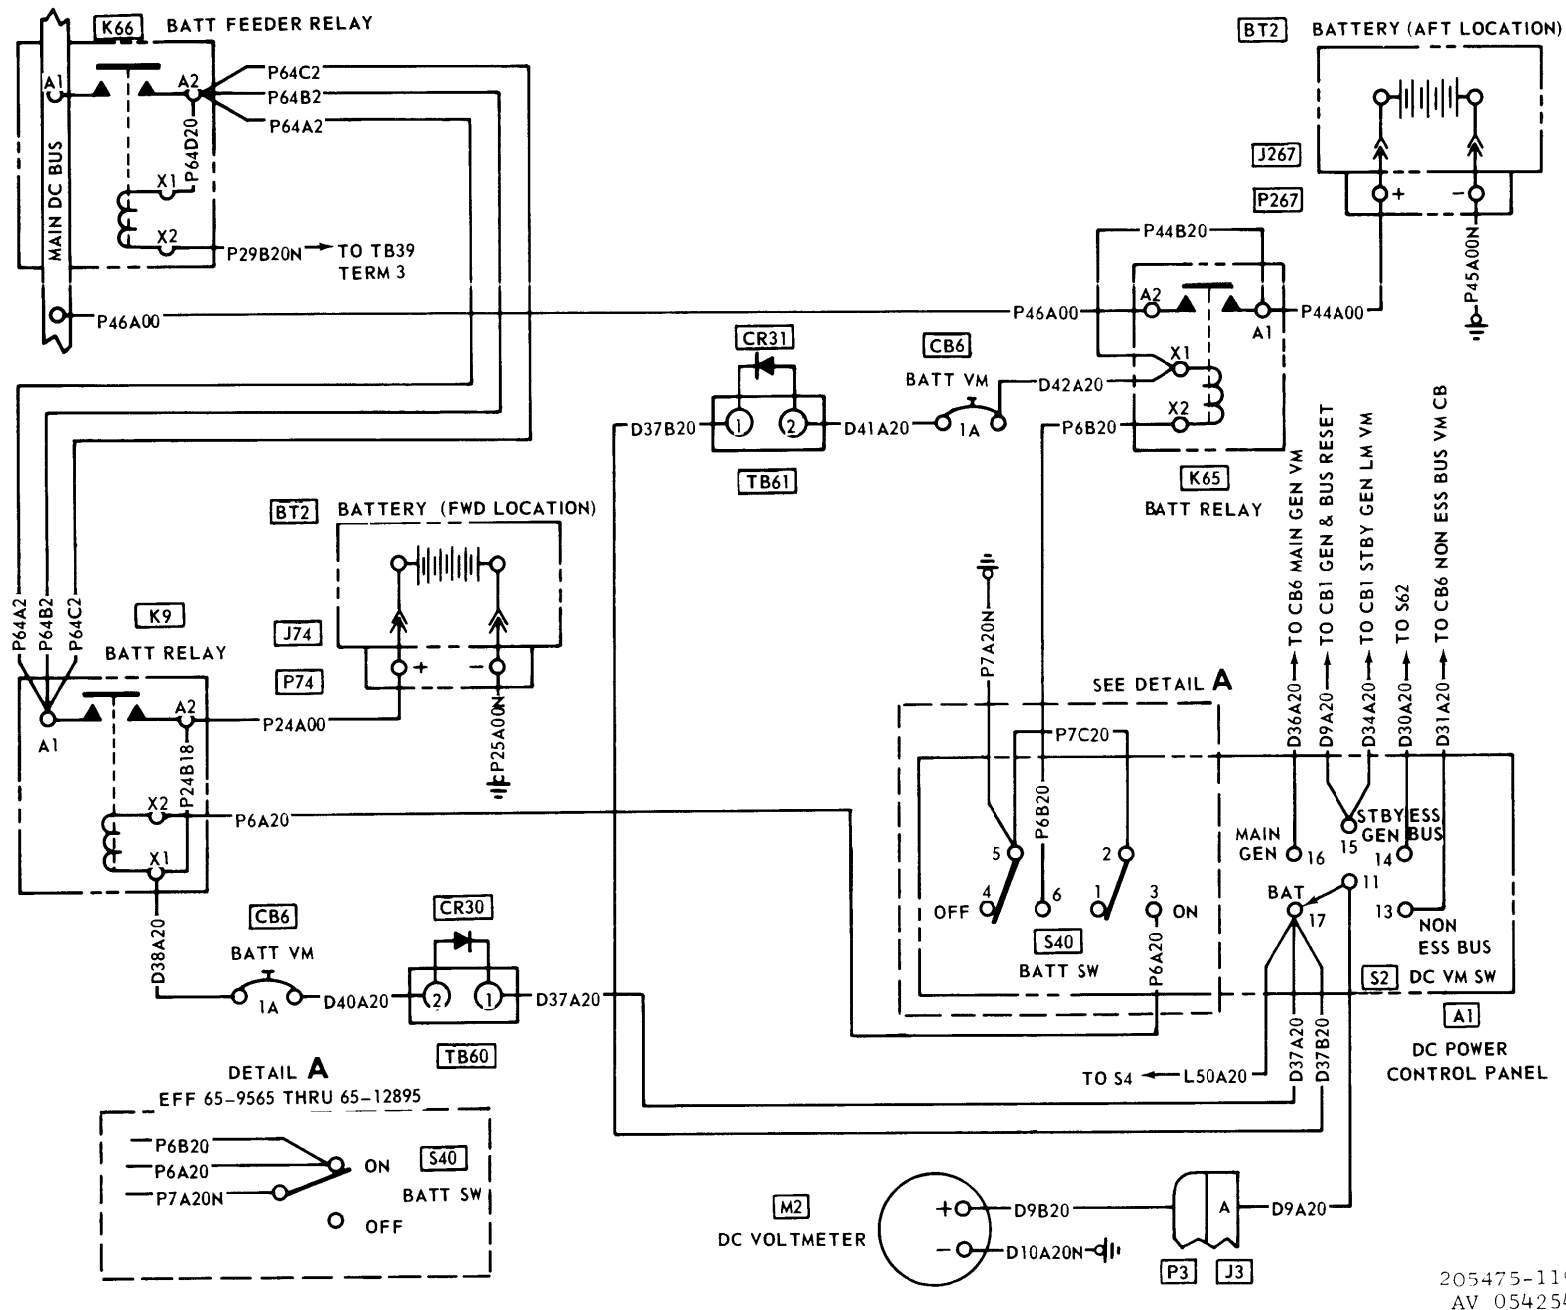 K66 BATT FEEDER RELAY
BT2 BATTERY (AFT LOCATION)
A1
A2
P64C2
P64B2
P64A2
P64D20
MAIN DC BUS
X1
X2
P29B20N TO TB39
TERM 3
J267
P267
+
-
P44B20
P45A00N
P46A00
P46A00
A2
A1
P44A00
CR31
CB6
BATT VM
1A
X1
X2
D42A20
D37B20
1
2
D41A20
P6B20
TB61
K65
BATT RELAY
BT2 BATTERY (FWD LOCATION)
J74
P74
+
-
P64A2
P64B2
P64C2
K9
BATT RELAY
A1
A2
P24A00
P25A00N
P24B18
X2
X1
P6A20
D38A20
CB6
BATT VM
1A
D40A20
CR30
2
1
D37A20
TB60
TO CB6 MAIN GEN VM
TO CB1 GEN & BUS RESET
TO CB1 STBY GEN LM VM
TO S62
TO CB6 NON ESS BUS VM CB
D36A20
D9A20
D34A20
D30A20
D31A20
SEE DETAIL A
P7A20N
P7C20
P6B20
5
2
4
6
1
3
OFF
ON
S40
BATT SW
P6A20
MAIN
GEN
16
STBY
GEN
15
ESS
BUS
14
BAT
17
11
13
NON
ESS BUS
S2 DC VM SW
A1
DC POWER
CONTROL PANEL
TO S4
L50A20
D37A20
D37B20
DETAIL A
EFF 65-9565 THRU 65-12895
P6B20
P6A20
P7A20N
ON
OFF
S40
BATT SW
M2
DC VOLTMETER
+
-
D9B20
D10A20N
A
D9A20
P3
J3
205475-11
AV 05425